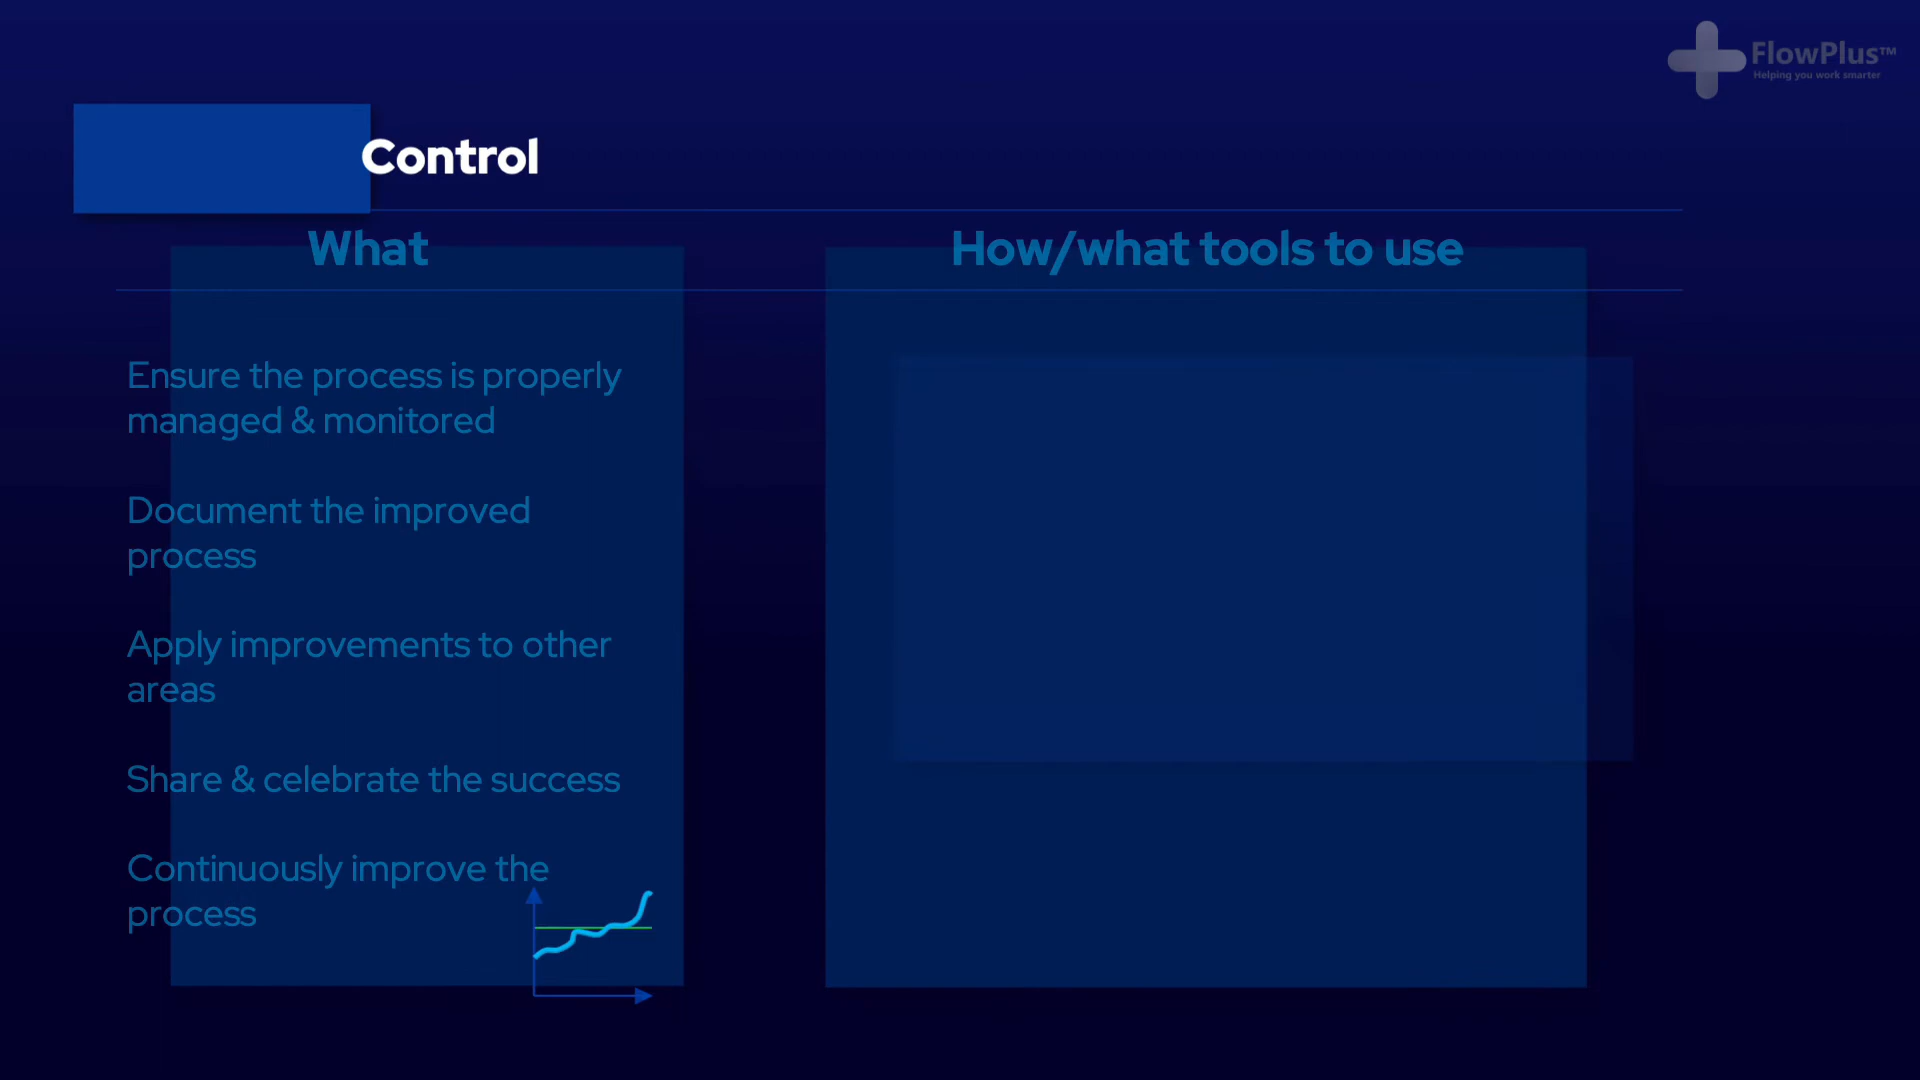 FlowPlus™
Helping you work smarter
Control
What
How/what tools to use
Ensure the process is properly
managed & monitored
Document the improved
process
Apply improvements to other
areas
Share & celebrate the success
Continuously improve the
process